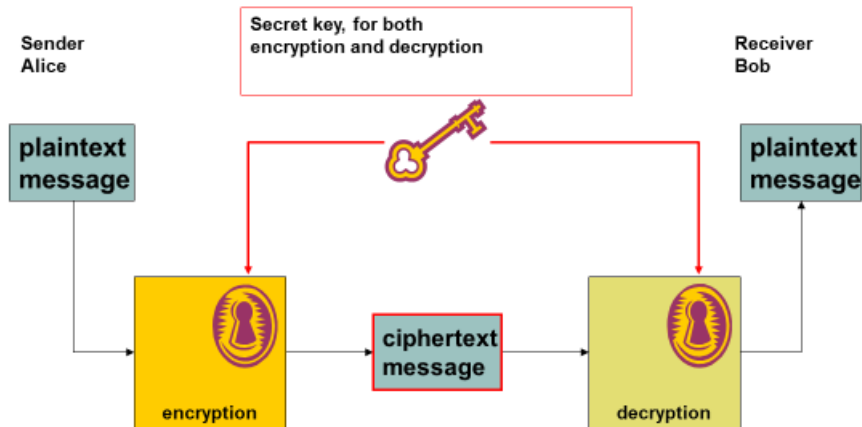 Sender
Alice
Secret key, for both
encryption and decryption
Receiver
Bob
plaintext
message
plaintext
message
ciphertext
message
encryption
decryption